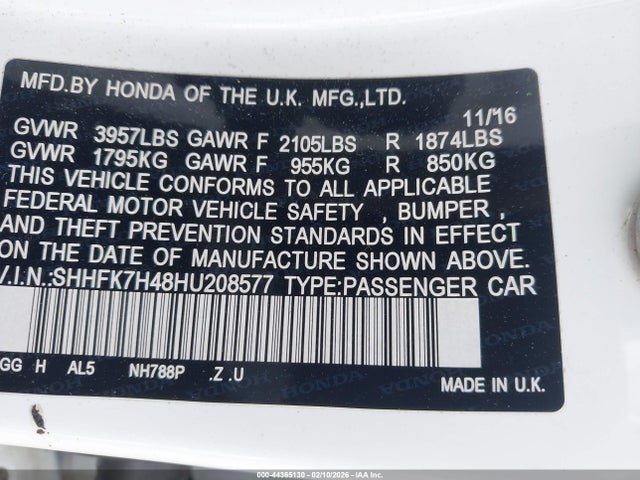 MFD.BY HONDA OF THE U.K. MFG.,LTD.
11/16
GVWR 3957LBS GAWR F 2105LBS R 1874LBS
GVWR 1795KG GAWR F 955KG R 850KG
THIS VEHICLE CONFORMS TO ALL APPLICABLE
FEDERAL MOTOR VEHICLE SAFETY , BUMPER ,
AND THEFT PREVENTION STANDARDS IN EFFECT
ON THE DATE OF MANUFACTURE SHOWN ABOVE.
V.I.N.:SHHFK7H48HU208577 TYPE:PASSENGER CAR
GG H AL5 NH788P .Z .U
MADE IN U.K.
000-44365130 - 02/10/2026 - IAA Inc.